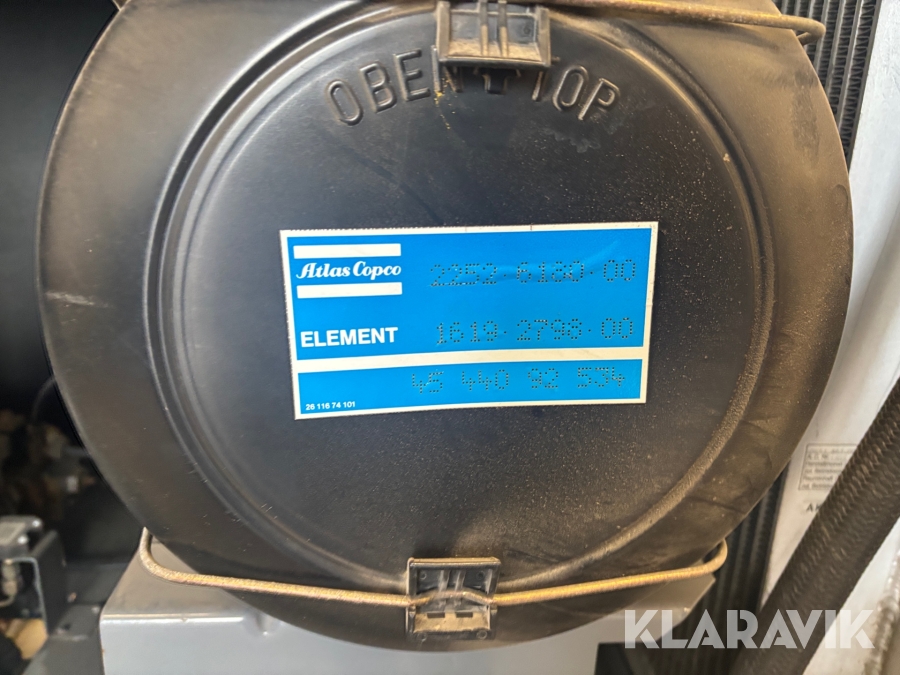 OBEN TOP
Atlas Copco
2252-6180-00
ELEMENT
1619-2798-00
45 440 92 534
26 116 74 101
KLARAVIK